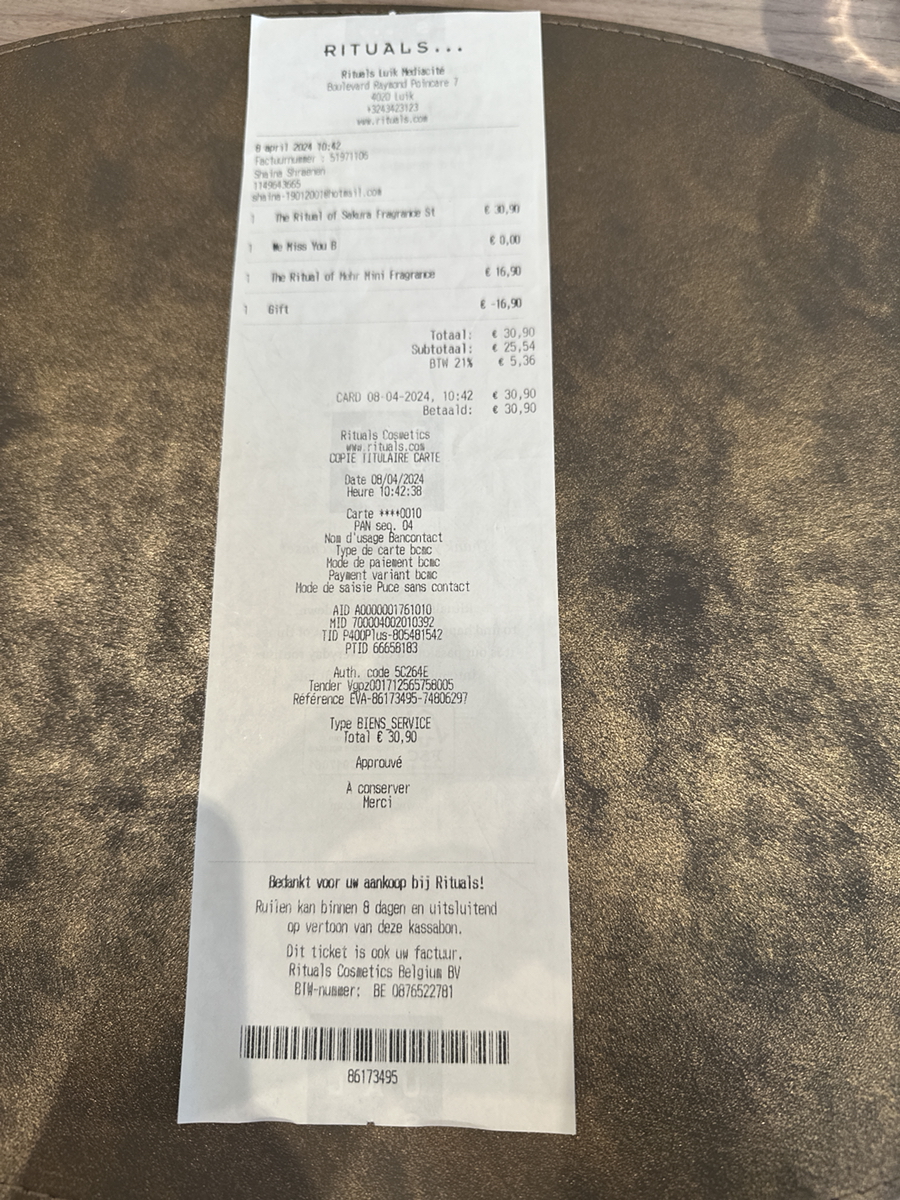 RITUALS...
Rituals Luik Mediacité
Boulevard Raymond Poincare 7
4020 Luik
+3243423123
www.rituals.com
8 april 2024 10:42
Factuurnummer : 51971106
Shaina
1149643665
1 The Ritual of Sakura Fragrance St € 30,90
1 We Miss You B € 0,00
1 The Ritual of Mehr Mini Fragrance € 16,90
1 Gift € -16,90
Totaal: € 30,90
Subtotaal: € 25,54
BTW 21% € 5,36
CARD 08-04-2024, 10:42 € 30,90
Betaald: € 30,90
Rituals Cosmetics
www.rituals.com
COPIE TITULAIRE CARTE
Date 08/04/2024
Heure 10:42:38
Carte ****0010
PAN seq. 04
Nom d'usage Bancontact
Type de carte bcmc
Mode de paiement bcmc
Payment variant bcmc
Mode de saisie Puce sans contact
AID A0000001761010
MID 700004002010392
TID P400Plus-805481542
PTID 66658183
Auth. code 5C264E
Tender Vgpz001712565758005
Référence EVA-86173495-74806297
Type BIENS_SERVICE
Total € 30,90
Approuvé
A conserver
Merci
Bedankt voor uw aankoop bij Rituals!
Ruilen kan binnen 8 dagen en uitsluitend
op vertoon van deze kassabon.
Dit ticket is ook uw factuur.
Rituals Cosmetics Belgium BV
BTW-nummer: BE 0876522781
86173495